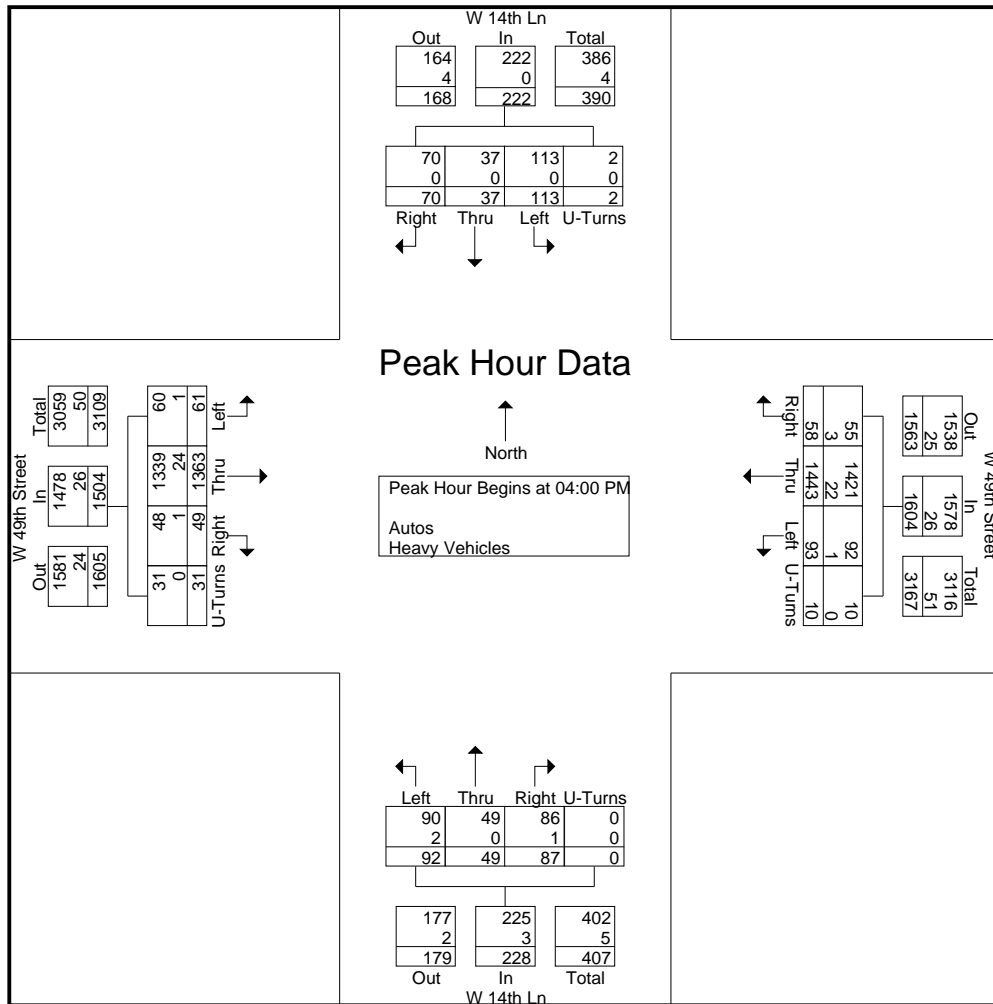 W 14th Ln
Out In Total
164 222 386
4 0 4
168 222 390
70 37 113 2
0 0 0 0
70 37 113 2
Right Thru Left U-Turns
Peak Hour Data
North
Peak Hour Begins at 04:00 PM
Autos
Heavy Vehicles
W 49th Street
Out In Total
1581 1478 3059
24 26 50
1605 1504 3109
31 48 1339 60
0 1 24 1
31 49 1363 61
U-Turns Right Thru Left
W 49th Street
Out In Total
1538 1578 3116
25 26 51
1563 1604 3167
55 1421 92 10
3 22 1 0
58 1443 93 10
Right Thru Left U-Turns
Left Thru Right U-Turns
90 49 86 0
2 0 1 0
92 49 87 0
177 225 402
2 3 5
179 228 407
Out In Total
W 14th Ln